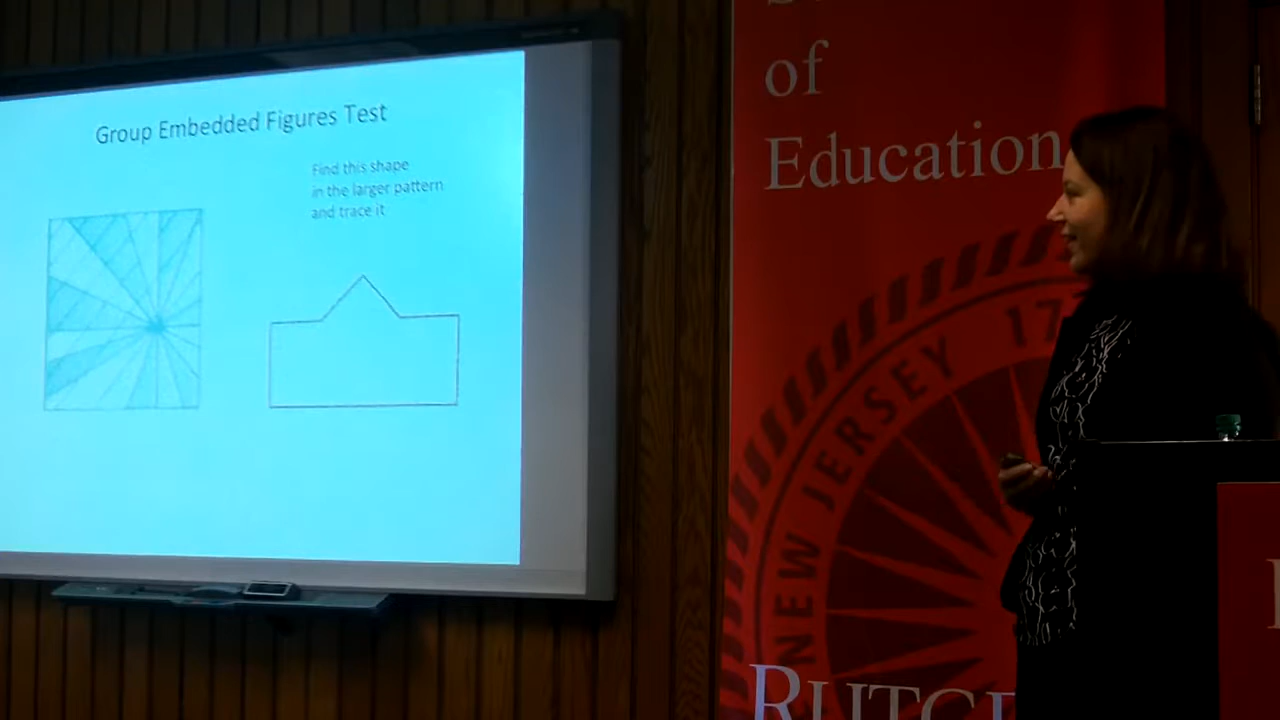 Group Embedded Figures Test
Find this shape
in the larger pattern
and trace it
of
Education
NEW JERSEY 17
RUTGE